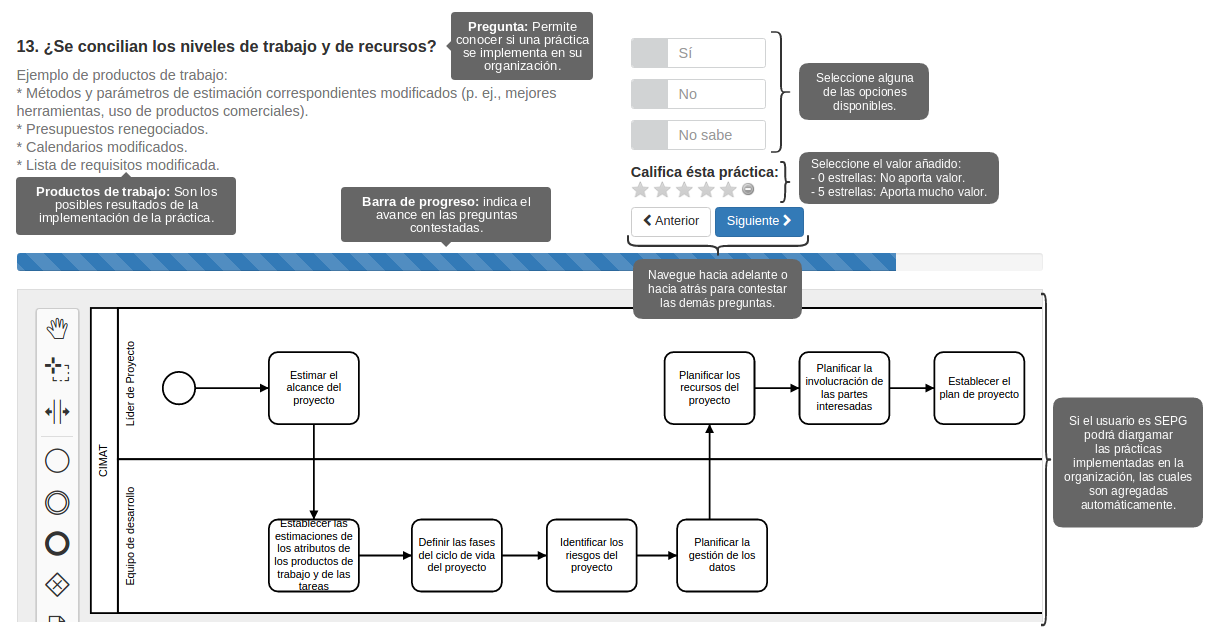 13. ¿Se concilian los niveles de trabajo y de recursos?
Ejemplo de productos de trabajo:
* Métodos y parámetros de estimación correspondientes modificados (p. ej., mejores
herramientas, uso de productos comerciales).
* Presupuestos renegociados.
* Calendarios modificados.
* Lista de requisitos modificada.
Pregunta: Permite
conocer si una práctica
se implementa en su
organización.
Sí
No
No sabe
Seleccione alguna
de las opciones
disponibles.
Califica ésta práctica:
Seleccione el valor añadido:
- 0 estrellas: No aporta valor.
- 5 estrellas: Aporta mucho valor.
Anterior
Siguiente
Productos de trabajo: Son los
posibles resultados de la
implementación de la práctica.
Barra de progreso: indica el
avance en las preguntas
contestadas.
Navegue hacia adelante o
hacia atrás para contestar
las demás preguntas.
CIMAT
Líder de Proyecto
Estimar el
alcance del
proyecto
Planificar los
recursos del
proyecto
Planificar la
involucración de
las partes
interesadas
Establecer el
plan de proyecto
Equipo de desarrollo
Establecer las
estimaciones de
los atributos de
los productos de
trabajo y de las
tareas
Definir las fases
del ciclo de vida
del proyecto
Identificar los
riesgos del
proyecto
Planificar la
gestión de los
datos
Si el usuario es SEPG
podrá diargamar
las prácticas
implementadas en la
organización, las cuales
son agregadas
automáticamente.